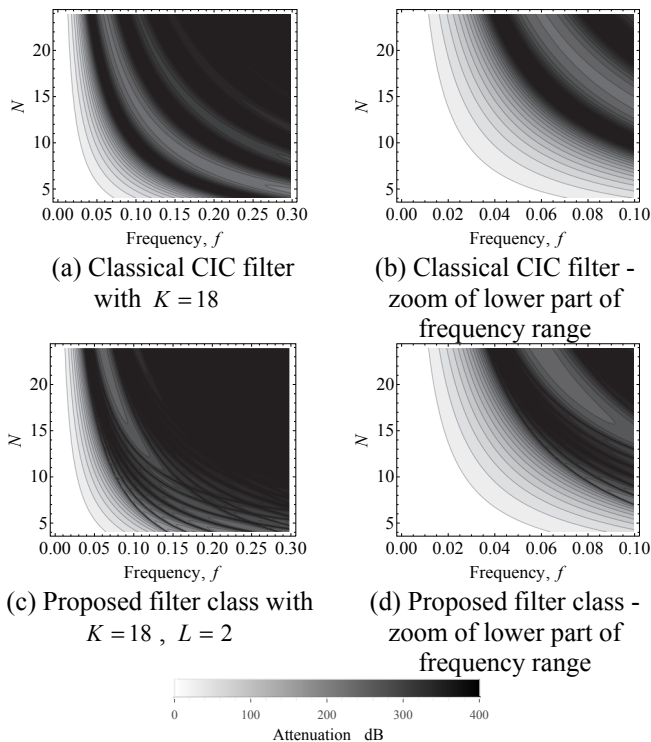 20
15
10
5
N
0.00 0.05 0.10 0.15 0.20 0.25 0.30
Frequency, f
(a) Classical CIC filter
with K = 18
20
15
10
5
N
0.00 0.02 0.04 0.06 0.08 0.10
Frequency, f
(b) Classical CIC filter -
zoom of lower part of
frequency range
20
15
10
5
N
0.00 0.05 0.10 0.15 0.20 0.25 0.30
Frequency, f
(c) Proposed filter class with
K = 18 , L = 2
20
15
10
5
N
0.00 0.02 0.04 0.06 0.08 0.10
Frequency, f
(d) Proposed filter class -
zoom of lower part of
frequency range
0 100 200 300 400
Attenuation dB